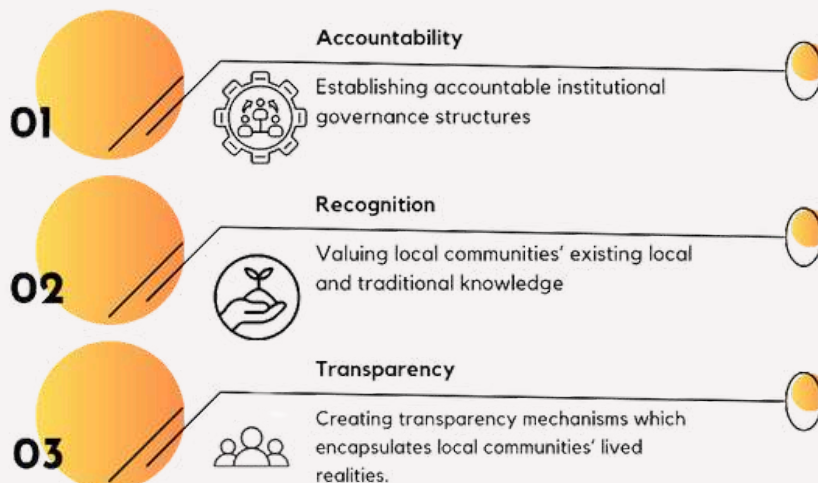 01
Accountability
Establishing accountable institutional
governance structures
02
Recognition
Valuing local communities' existing local
and traditional knowledge
03
Transparency
Creating transparency mechanisms which
encapsulates local communities' lived
realities.